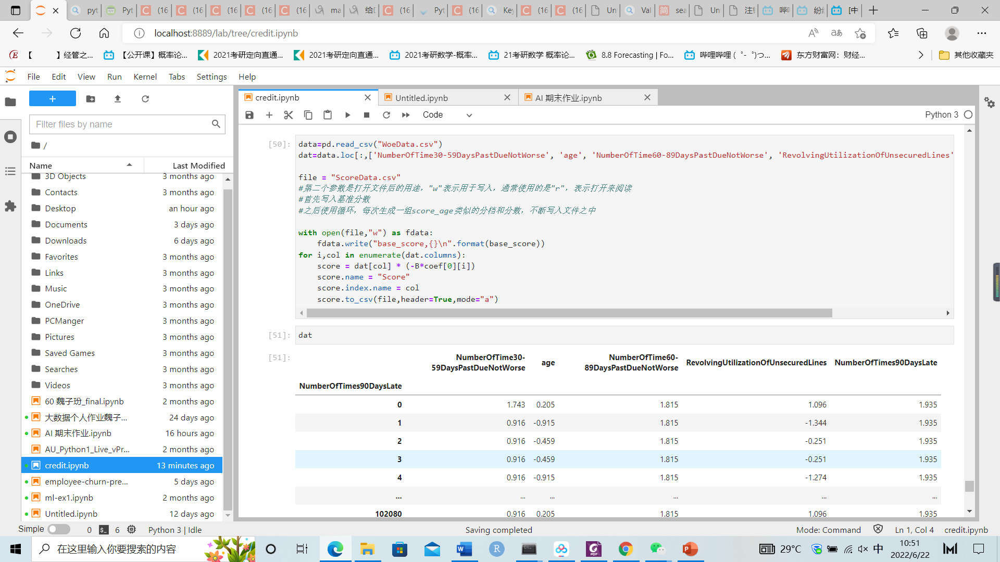 pyt
Pyt
(16
(16
(16
(16
(16
ma
给I
(16
Pyt
(16
Key
(16
(16
Un
Val
sea
Un
注
哔
纷
[中
localhost:8889/lab/tree/credit.ipynb
【 】经管之...
【公开课】概率论...
2021考研定向直通...
2021考研定向直通...
2021考研数学-概率...
21考研数学 概率论...
8.8 Forecasting | Fo...
哔哩哔哩 (゜-゜)つ...
东方财富网：财经...
其他收藏夹
File Edit View Run Kernel Tabs Settings Help
credit.ipynb
Untitled.ipynb
AI 期末作业.ipynb
Code
Python 3
Filter files by name
/
Name Last Modified
3D Objects 3 months ago
Contacts 3 months ago
Desktop an hour ago
Documents 3 days ago
Downloads 6 days ago
Favorites 3 months ago
Links 3 months ago
Music 3 months ago
OneDrive 3 months ago
PCManger 3 months ago
Pictures 3 months ago
Saved Games 3 months ago
Searches 3 months ago
Videos 3 months ago
60 魏子玢_final.ipynb 2 months ago
大数据个人作业魏子... 24 days ago
AI 期末作业.ipynb 16 hours ago
AU_Python1_Live_vPr... 2 months ago
credit.ipynb 13 minutes ago
employee-churn-pre... 5 days ago
ml-ex1.ipynb 2 months ago
Untitled.ipynb 12 days ago
[50]:
data=pd.read_csv("WoeData.csv")
dat=data.loc[:,['NumberOfTime30-59DaysPastDueNotWorse', 'age', 'NumberOfTime60-89DaysPastDueNotWorse', 'RevolvingUtilizationOfUnsecuredLines'
file = "ScoreData.csv"
#第二个参数是打开文件后的用途，"w"表示用于写入，通常使用的是"r"，表示打开来阅读
#首先写入基准分数
#之后使用循环，每次生成一组score_age类似的分档和分数，不断写入文件之中
with open(file,"w") as fdata:
    fdata.write("base_score,{}\n".format(base_score))
for i,col in enumerate(dat.columns):
    score = dat[col] * (-B*coef[0][i])
    score.name = "Score"
    score.index.name = col
    score.to_csv(file,header=True,mode="a")
[51]:
dat
[51]:
NumberOfTime30-59DaysPastDueNotWorse age NumberOfTime60-89DaysPastDueNotWorse RevolvingUtilizationOfUnsecuredLines NumberOfTimes90DaysLate
NumberOfTimes90DaysLate
0 1.743 0.205 1.815 1.096 1.935
1 0.916 -0.915 1.815 -1.344 1.935
2 0.916 -0.459 1.815 -0.251 1.935
3 0.916 -0.459 1.815 -0.251 1.935
4 0.916 -0.915 1.815 -1.274 1.935
... ... ... ... ... ...
102080 0.916 0.205 1.815 1.096 1.935
Simple 0 6 Python 3 | Idle Saving completed Mode: Command Ln 1, Col 4 credit.ipynb
在这里输入你要搜索的内容
29°C
中
10:51
2022/6/22